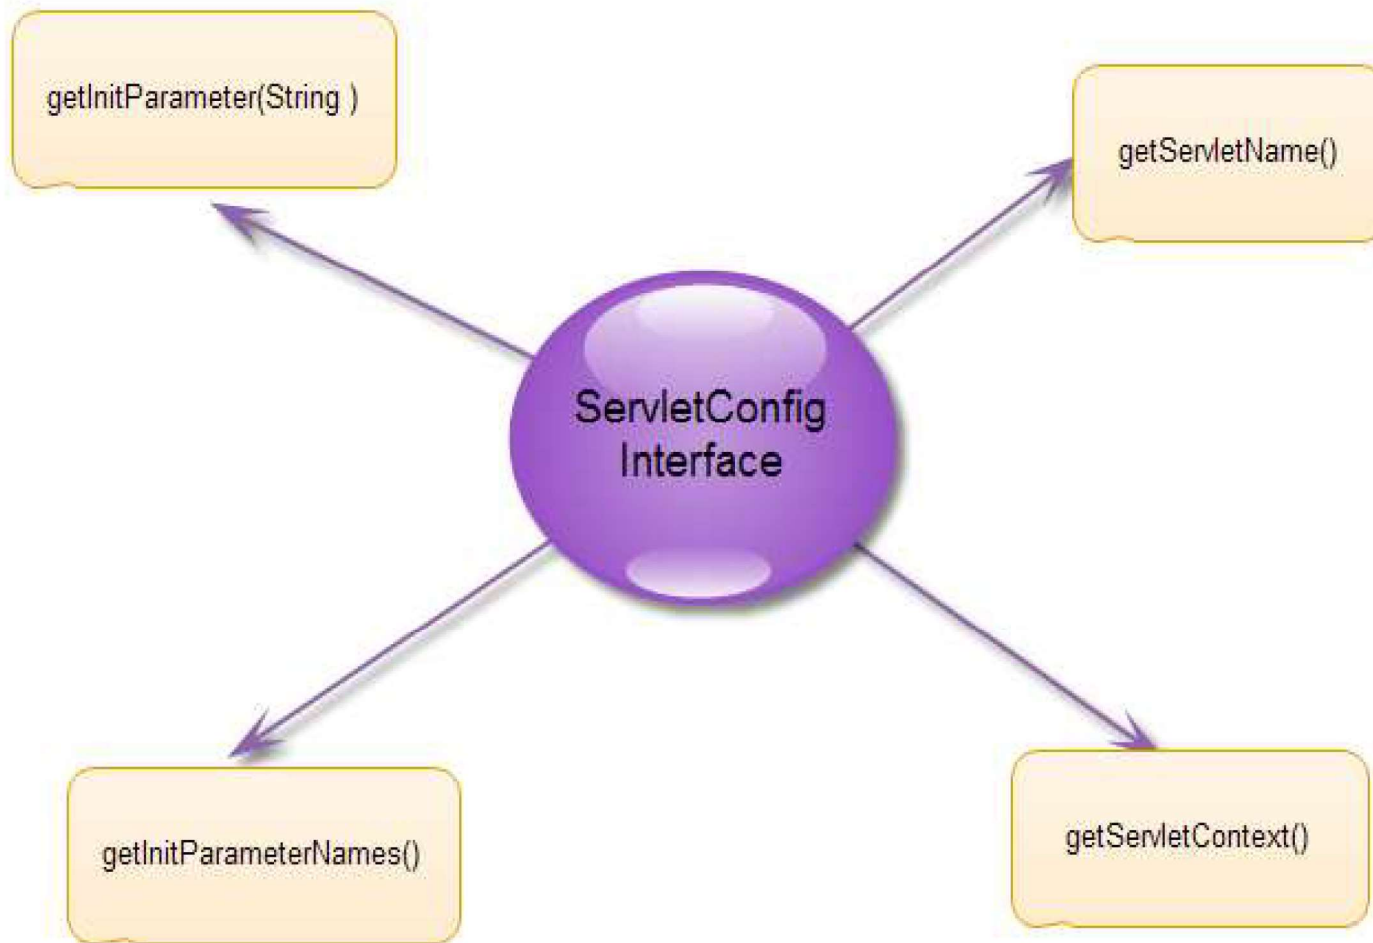 getInitParameter(String )
getServletName()
ServletConfig
Interface
getInitParameterNames()
getServletContext()